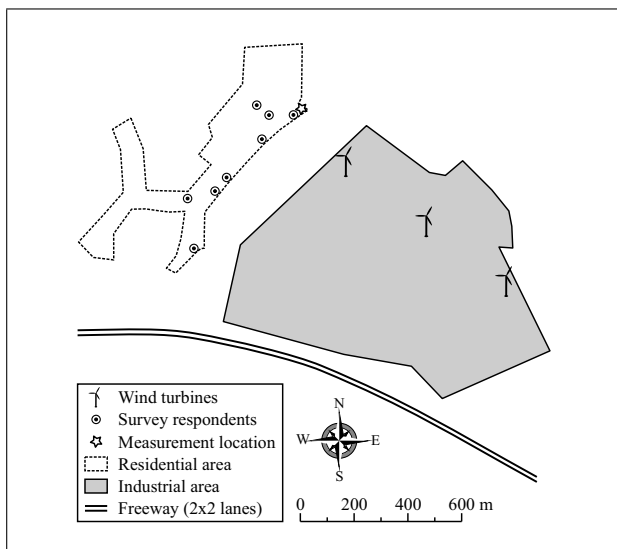 Wind turbines
Survey respondents
Measurement location
Residential area
Industrial area
Freeway (2x2 lanes)
N
W E
S
0 200 400 600 m